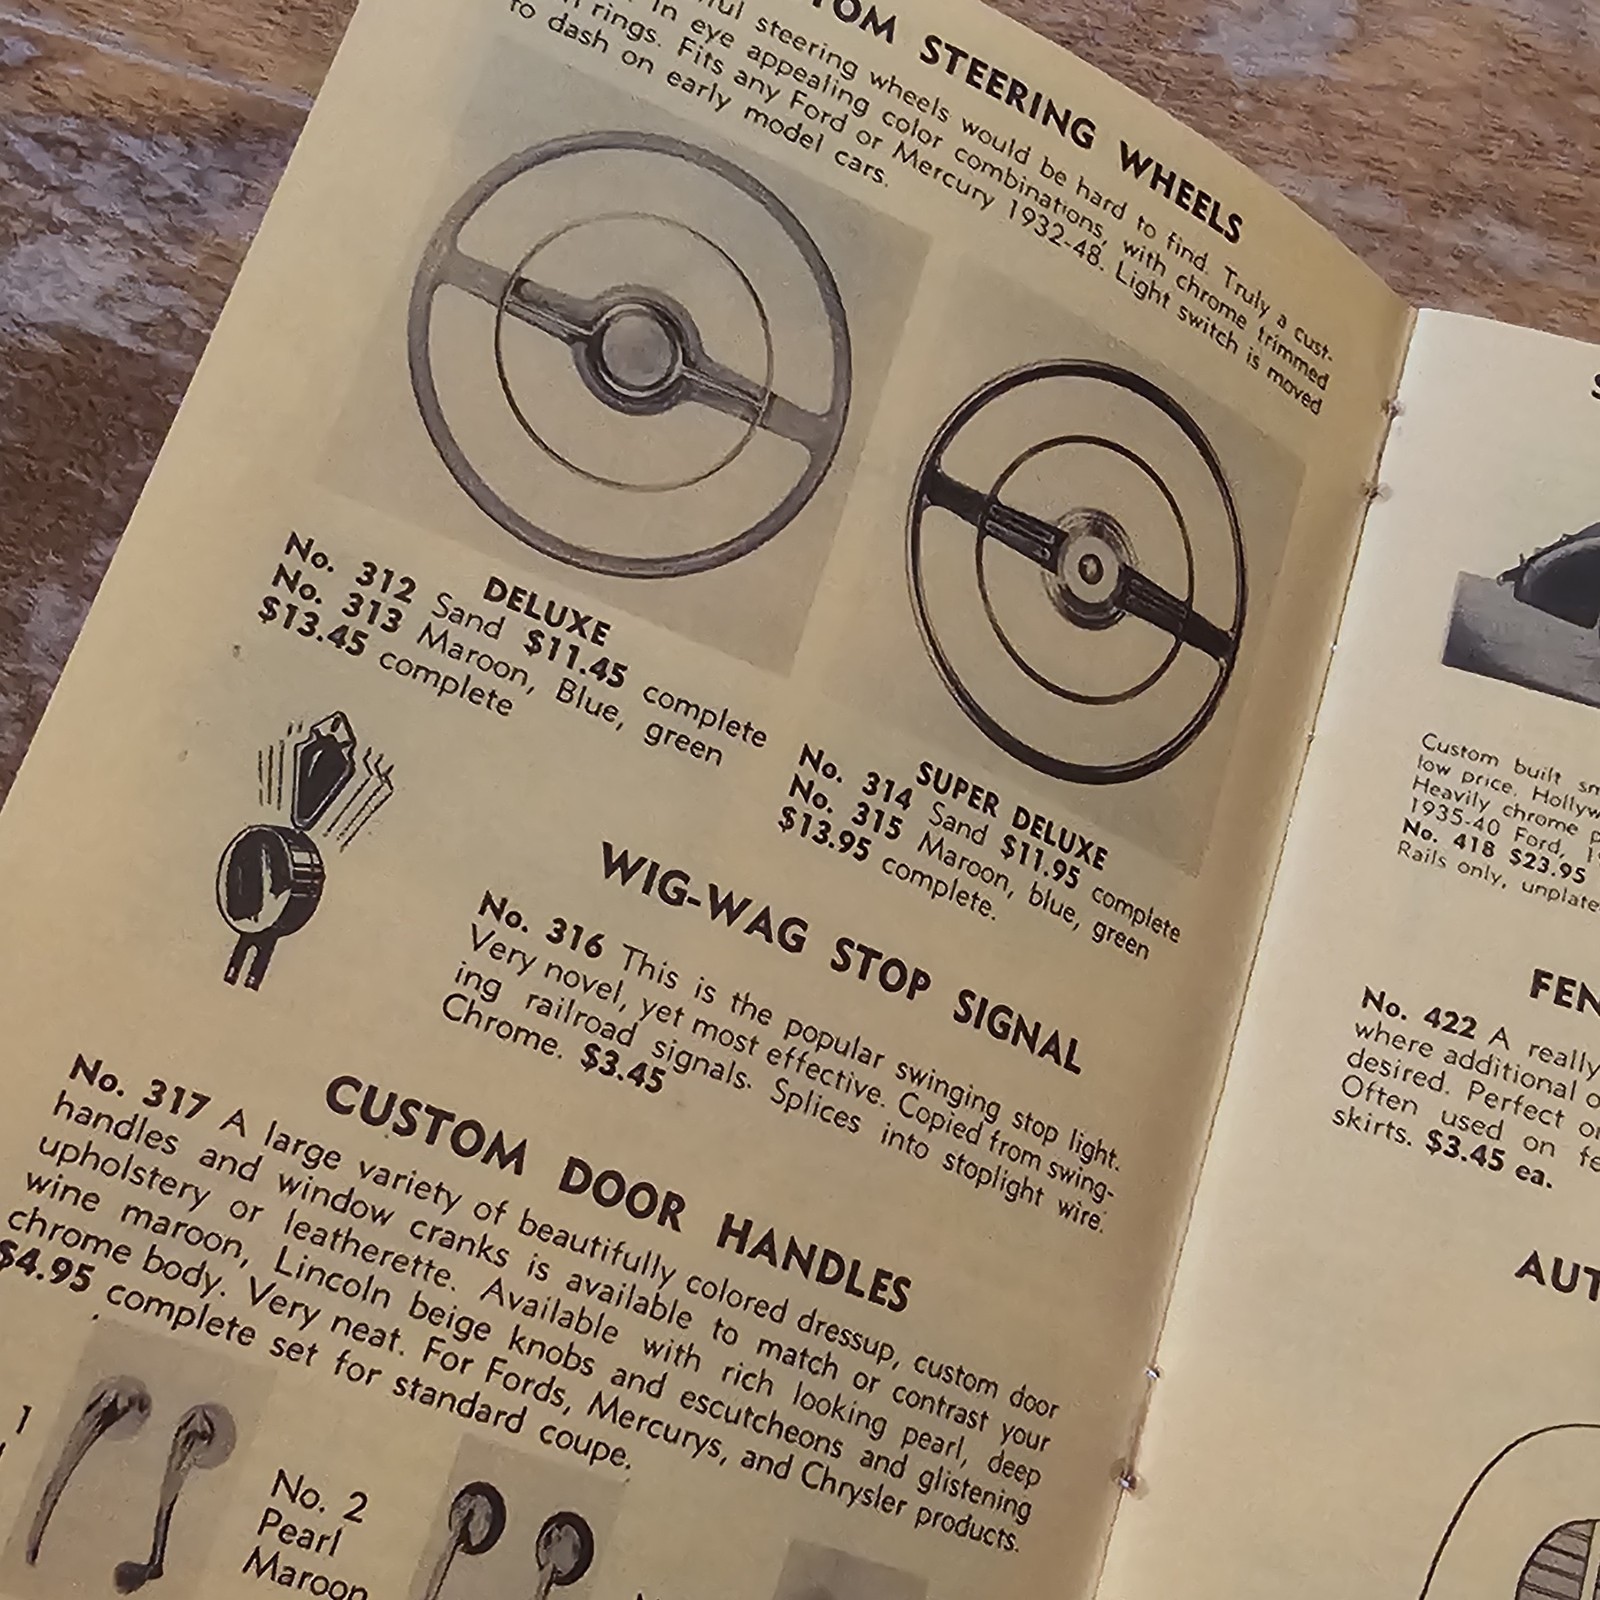 TOM STEERING WHEELS
steering wheels would be hard to find. Truly a cust-
In eye appealing color combinations, with chrome trimmed
rings. Fits any Ford or Mercury 1932-48. Light switch is moved
to dash on early model cars.
DELUXE
No. 312 Sand $11.45 complete
No. 313 Maroon, Blue, green
$13.45 complete
SUPER DELUXE
No. 314 Sand $11.95 complete
No. 315 Maroon, blue, green
$13.95 complete.
WIG-WAG STOP SIGNAL
No. 316 This is the popular swinging stop light.
Very novel, yet most effective. Copied from swing-
ing railroad signals. Splices into stoplight wire.
Chrome. $3.45
CUSTOM DOOR HANDLES
No. 317 A large variety of beautifully colored dressup, custom door
handles and window cranks is available to match or contrast your
upholstery or leatherette. Available with rich looking pearl, deep
wine maroon, Lincoln beige knobs and escutcheons and glistening
chrome body. Very neat. For Fords, Mercurys, and Chrysler products.
$4.95 complete set for standard coupe.
1
No. 2
Pearl
Maroon
Custom built
low price.
Heavily chrome
1935-40 Ford,
No. 418 $23.95
Rails only,
FEN
No. 422 A really
where additional
desired. Perfect
Often used on
skirts. $3.45 ea.
AUT